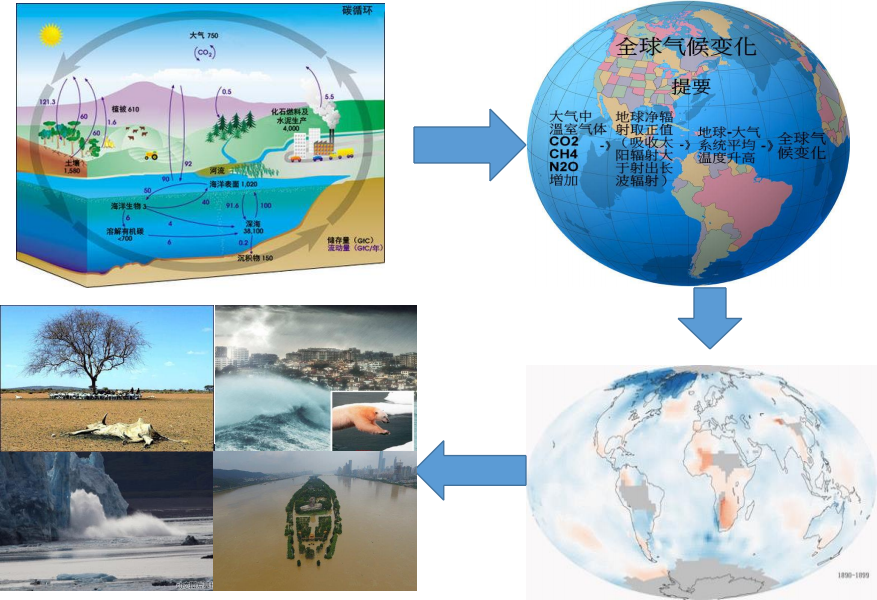 碳循环
大气 750
(CO2)
121.3
植被 610
60
1.6
60
0.5
5.5
化石燃料及
水泥生产
4,000
土壤
1,580
92
90
河流
海洋表面 1,020
50
40
91.6
100
海洋生物 3
6
4
深海
38,100
溶解有机碳
<700
6
0.2
沉积物 150
储存量（GtC）
流动量（GtC/年）
全球气候变化
提要
大气中
温室气体
CO2
CH4
N2O
增加
地球净辐
射取正值
（吸收太
阳辐射大
于射出长
波辐射）
地球-大气
系统平均
温度升高
全球气
候变化
1890-1899